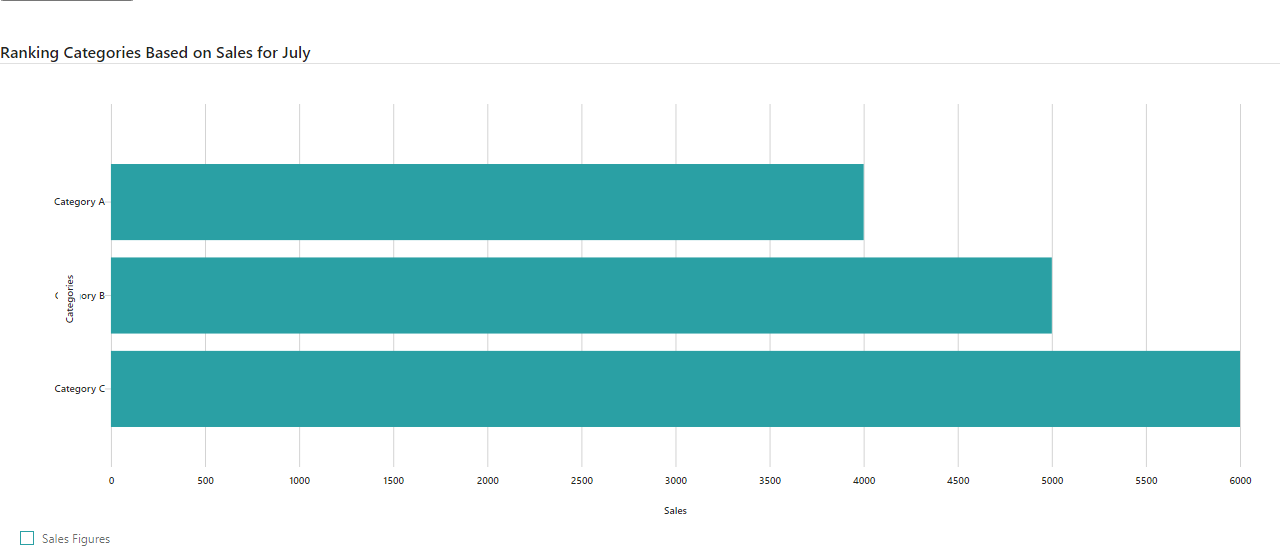 Ranking Categories Based on Sales for July
Category A
Categories
ory B
Category C
0 500 1000 1500 2000 2500 3000 3500 4000 4500 5000 5500 6000
Sales
Sales Figures